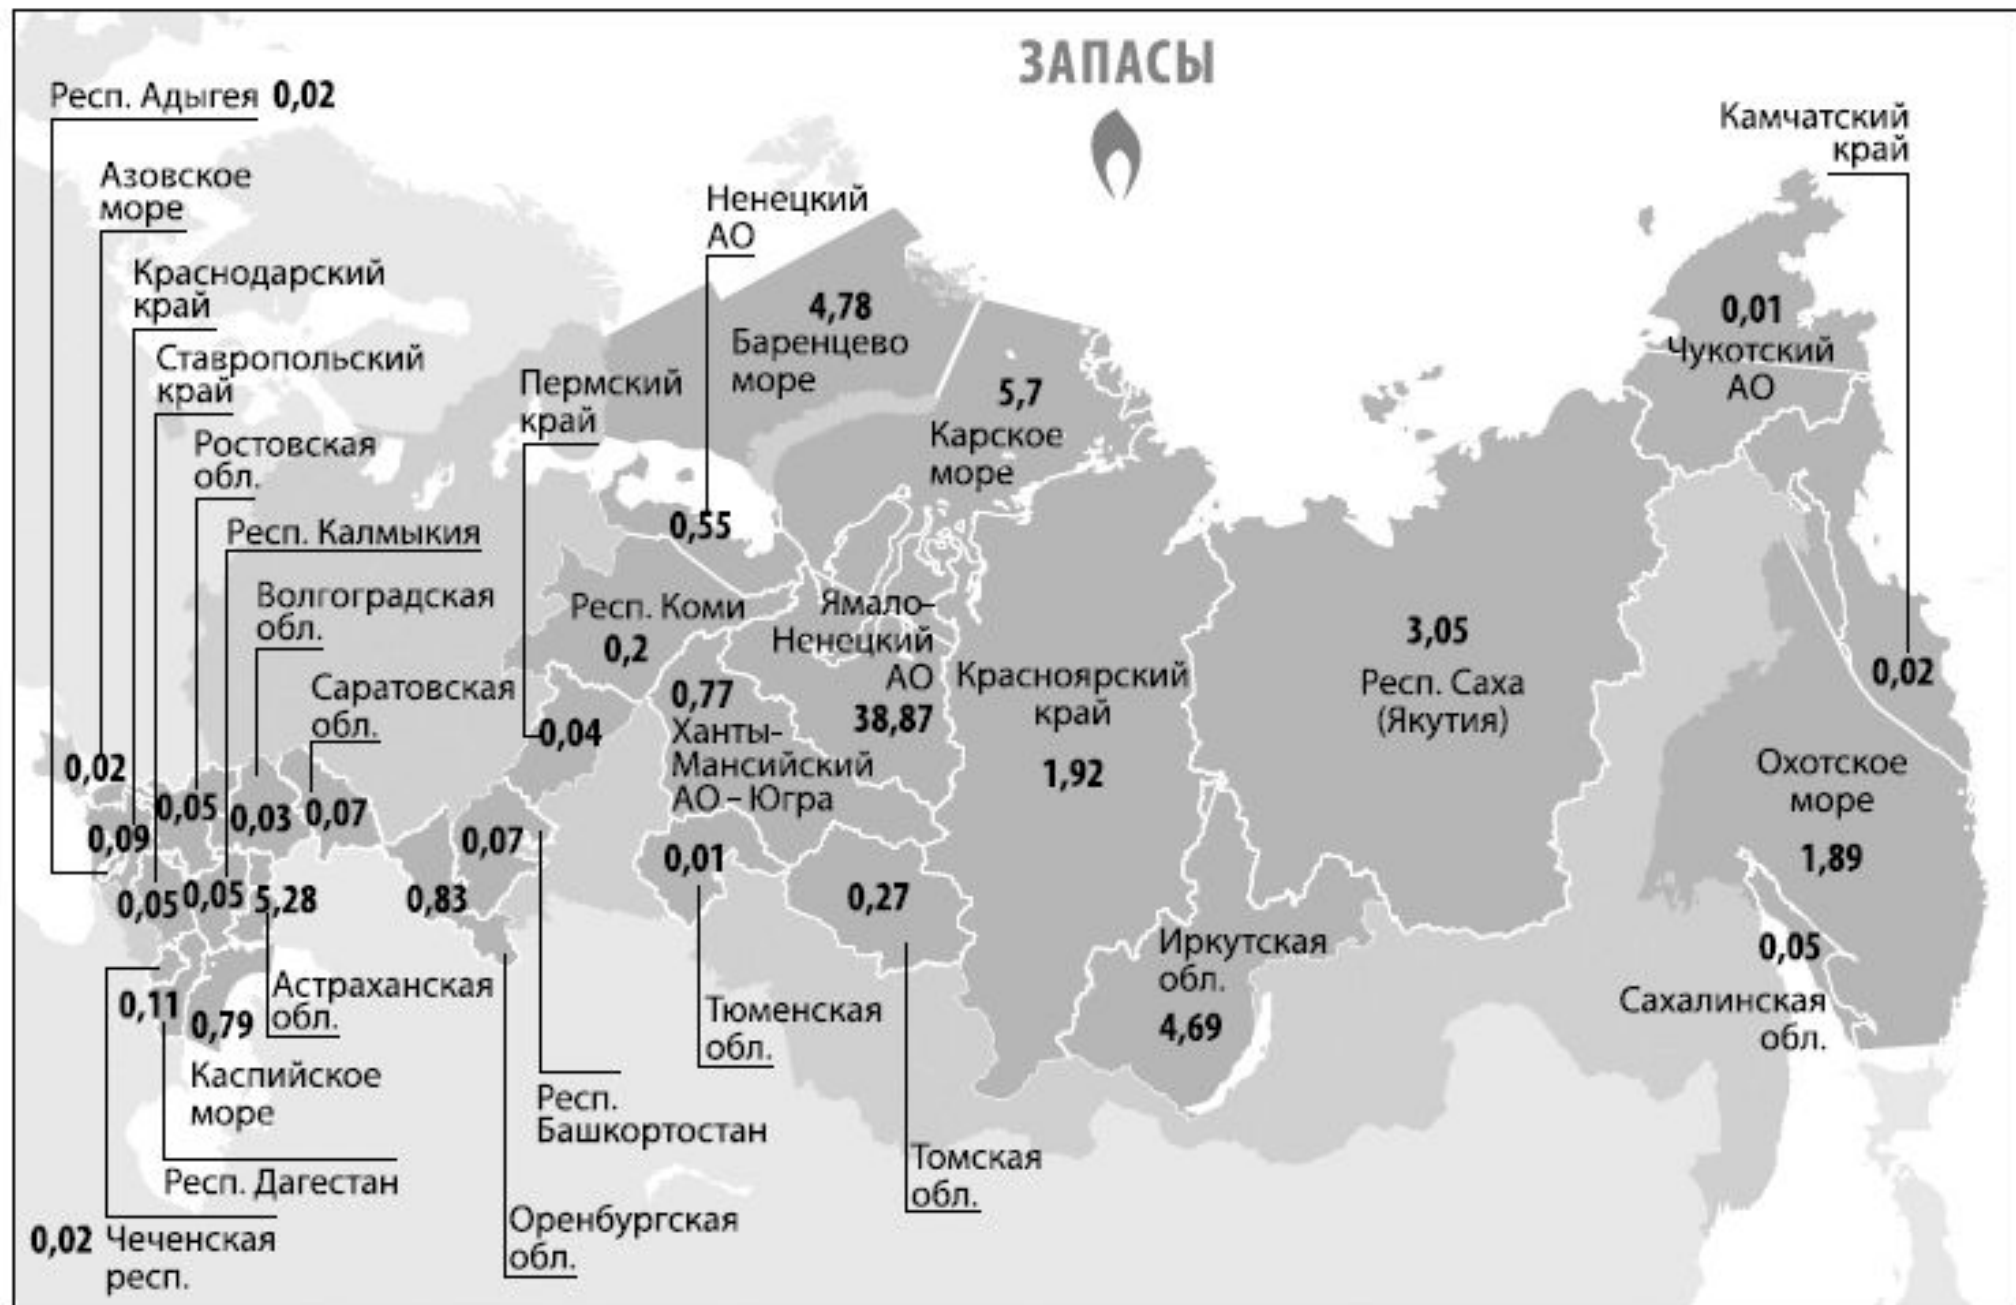 ЗАПАСЫ
Респ. Адыгея 0,02
Азовское
море
Краснодарский
край
Ставропольский
край
Ростовская
обл.
Респ. Калмыкия
Волгоградская
обл.
Саратовская
обл.
Пермский
край
Ненецкий
АО
4,78
Баренцево
море
5,7
Карское
море
Камчатский
край
0,01
Чукотский
АО
0,55
Респ. Коми
0,2
0,04
0,77
Ханты-
Мансийский
АО – Югра
Ямало-
Ненецкий
АО
38,87
Красноярский
край
1,92
3,05
Респ. Саха
(Якутия)
0,02
Охотское
море
1,89
0,02
0,05
0,03
0,07
0,09
0,07
0,01
0,05
0,05
5,28
0,83
0,27
Иркутская
обл.
4,69
0,05
Сахалинская
обл.
0,11
0,79
Астраханская
обл.
Каспийское
море
Тюменская
обл.
Респ.
Башкортостан
Томская
обл.
Респ. Дагестан
Оренбургская
обл.
0,02 Чеченская
респ.